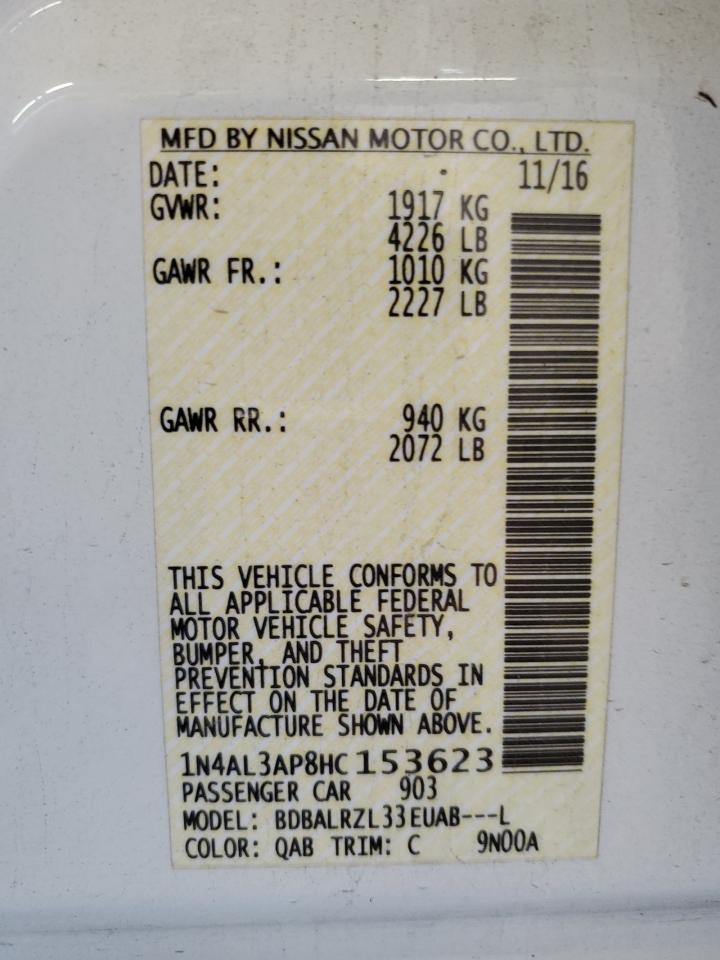 MFD BY NISSAN MOTOR CO., LTD.
DATE: 11/16
GVWR: 1917 KG
4226 LB
GAWR FR.: 1010 KG
2227 LB
GAWR RR.: 940 KG
2072 LB
THIS VEHICLE CONFORMS TO
ALL APPLICABLE FEDERAL
MOTOR VEHICLE SAFETY,
BUMPER, AND THEFT
PREVENTION STANDARDS IN
EFFECT ON THE DATE OF
MANUFACTURE SHOWN ABOVE.
1N4AL3AP8HC153623
PASSENGER CAR 903
MODEL: BDBALRZL33EUAB---L
COLOR: QAB TRIM: C 9N00A